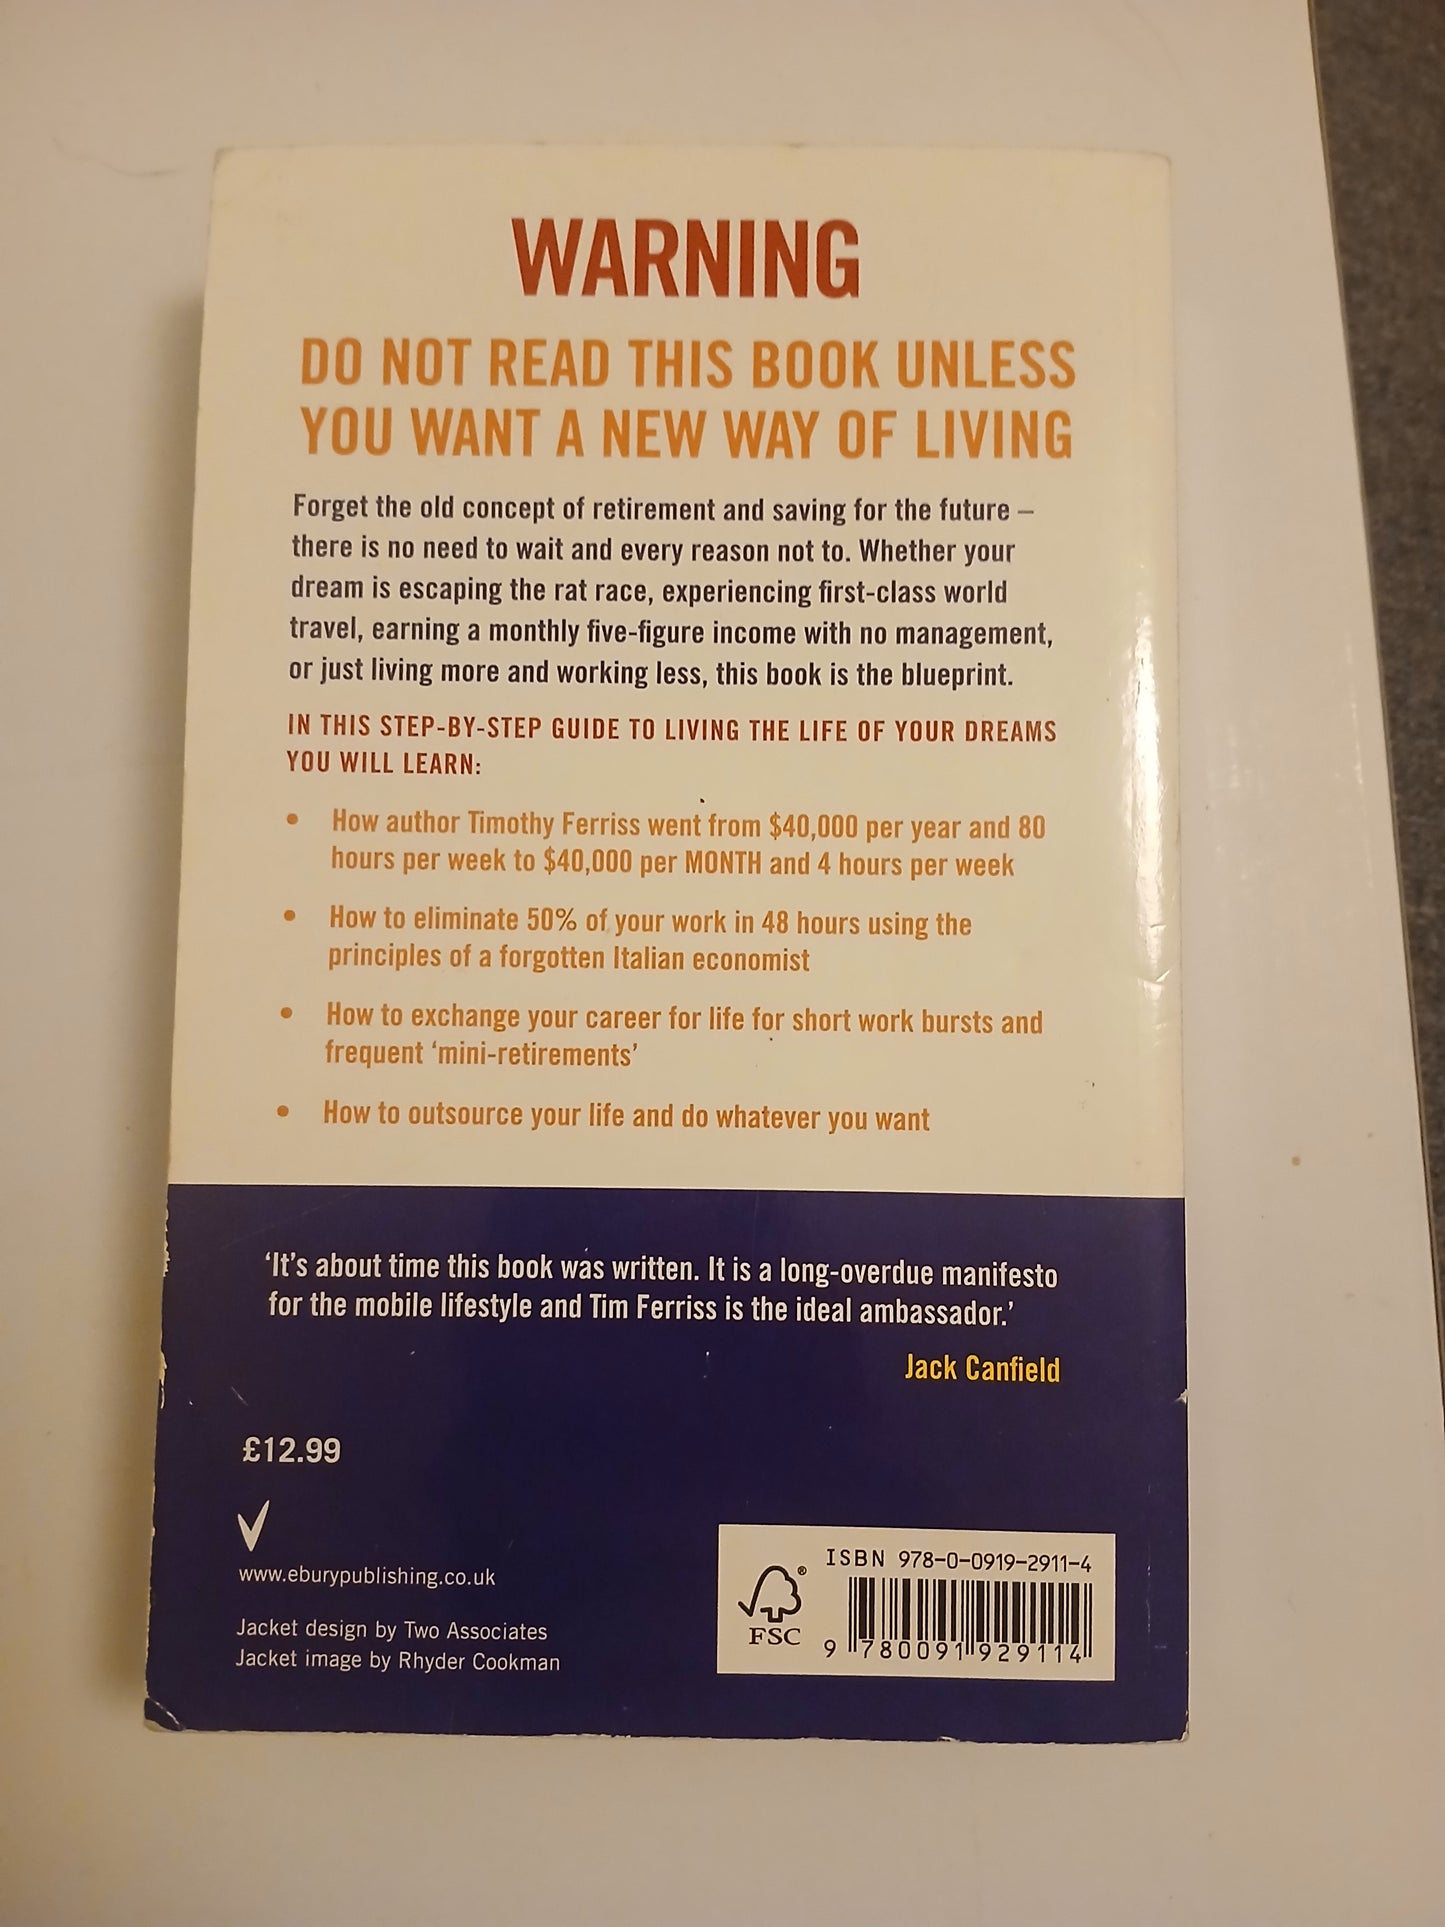 WARNING
DO NOT READ THIS BOOK UNLESS
YOU WANT A NEW WAY OF LIVING
Forget the old concept of retirement and saving for the future –
there is no need to wait and every reason not to. Whether your
dream is escaping the rat race, experiencing first-class world
travel, earning a monthly five-figure income with no management,
or just living more and working less, this book is the blueprint.
IN THIS STEP-BY-STEP GUIDE TO LIVING THE LIFE OF YOUR DREAMS
YOU WILL LEARN:
• How author Timothy Ferriss went from $40,000 per year and 80
hours per week to $40,000 per MONTH and 4 hours per week
• How to eliminate 50% of your work in 48 hours using the
principles of a forgotten Italian economist
• How to exchange your career for life for short work bursts and
frequent ‘mini-retirements’
• How to outsource your life and do whatever you want
‘It’s about time this book was written. It is a long-overdue manifesto
for the mobile lifestyle and Tim Ferriss is the ideal ambassador.’
Jack Canfield
£12.99
www.eburypublishing.co.uk
Jacket design by Two Associates
Jacket image by Rhyder Cookman
ISBN 978-0-0919-2911-4
®
FSC
9 780091 929114